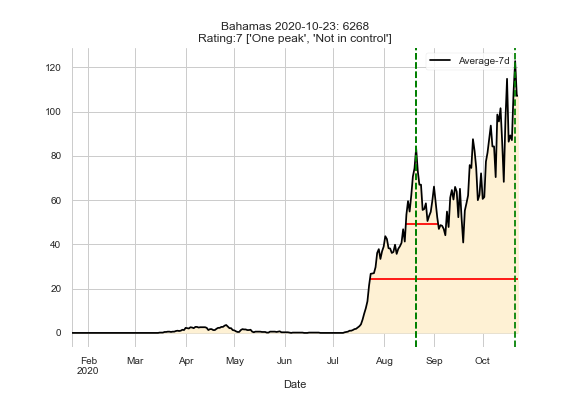 Bahamas 2020-10-23: 6268
Rating:7 ['One peak', 'Not in control']
Average-7d
120
100
80
60
40
20
0
Feb Mar Apr May Jun Jul Aug Sep Oct
2020
Date